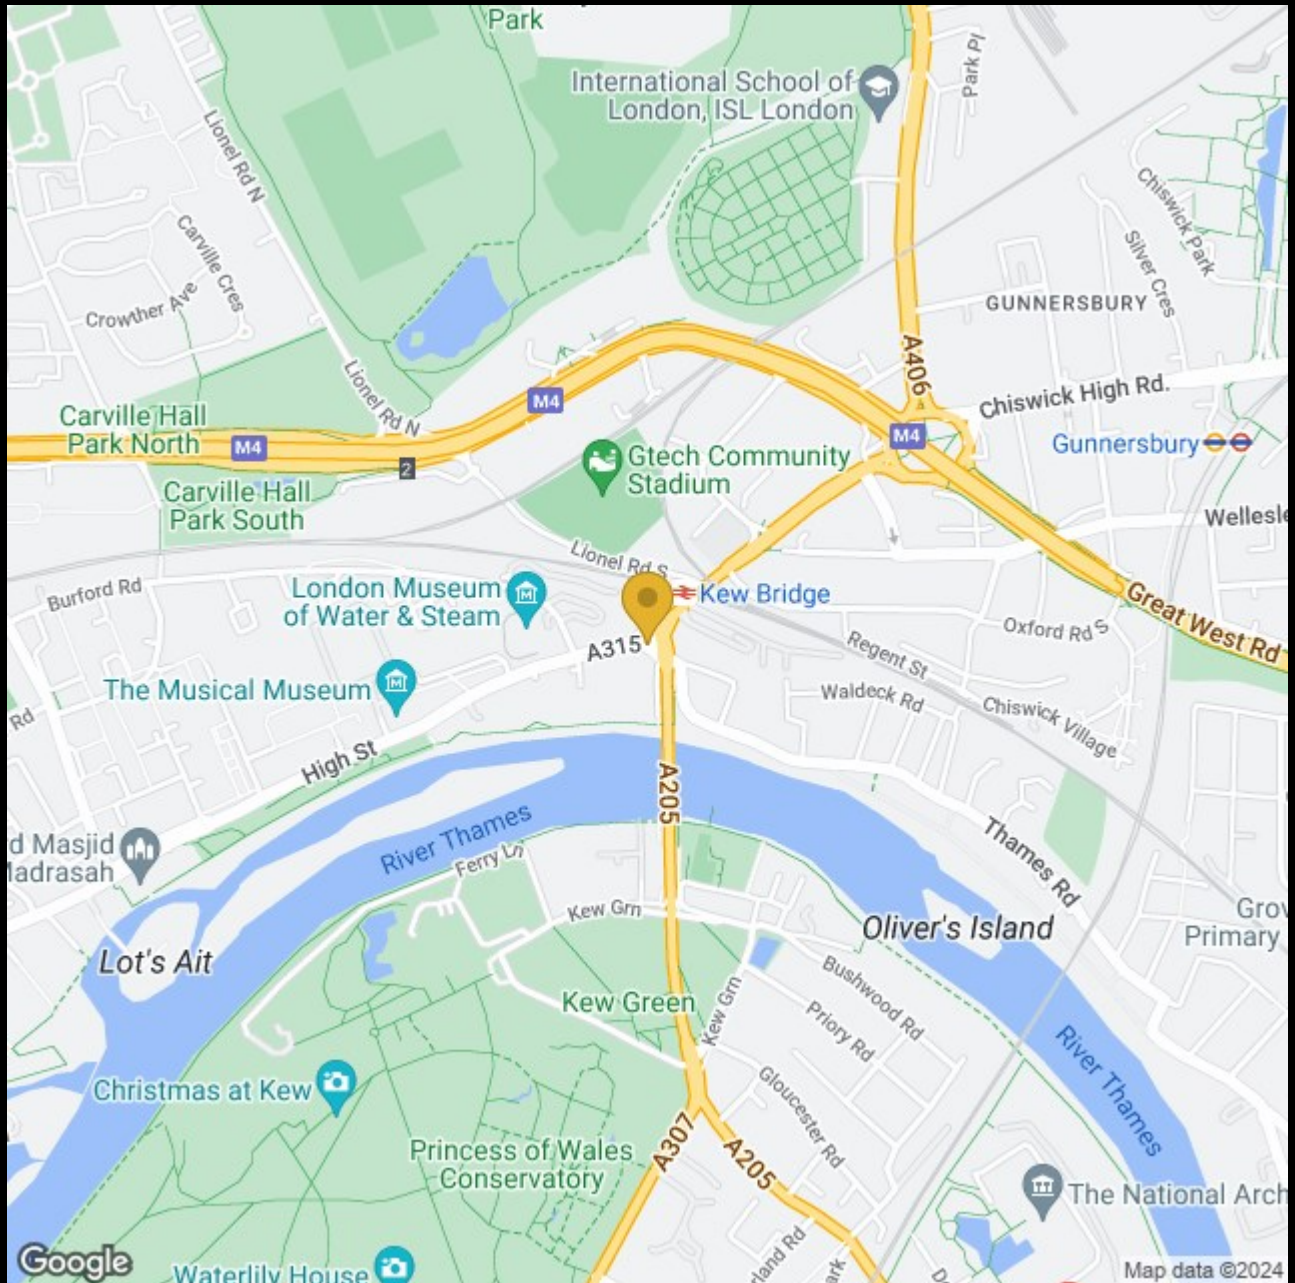 Park
International School of
London, ISL London
Park Pl
Lionel Rd N
Chiswick Park
Carville Cres
Silver Cres
Crowther Ave
GUNNERSBURY
A406
Lionel Rd N
Chiswick High Rd.
M4
Carville Hall
Park North
M4
M4
Gunnersbury
2
Gtech Community
Stadium
Carville Hall
Park South
Wellesle
Lionel Rd S
Burford Rd
London Museum
of Water & Steam
Kew Bridge
Great West Rd
Oxford Rd S
A315
Regent St
The Musical Museum
Waldeck Rd
Chiswick Village
Rd
High St
A205
River Thames
Thames Rd
d Masjid
Madrasah
Ferry Ln
Kew Grn
Grov
Primary
Oliver's Island
Lot's Ait
Bushwood Rd
Kew Green
Kew Grn
Priory Rd
River Thames
Christmas at Kew
Gloucester Rd
Princess of Wales
Conservatory
A307
A205
The National Arch
rland Rd
ark
Waterlily House
Google
Map data ©2024